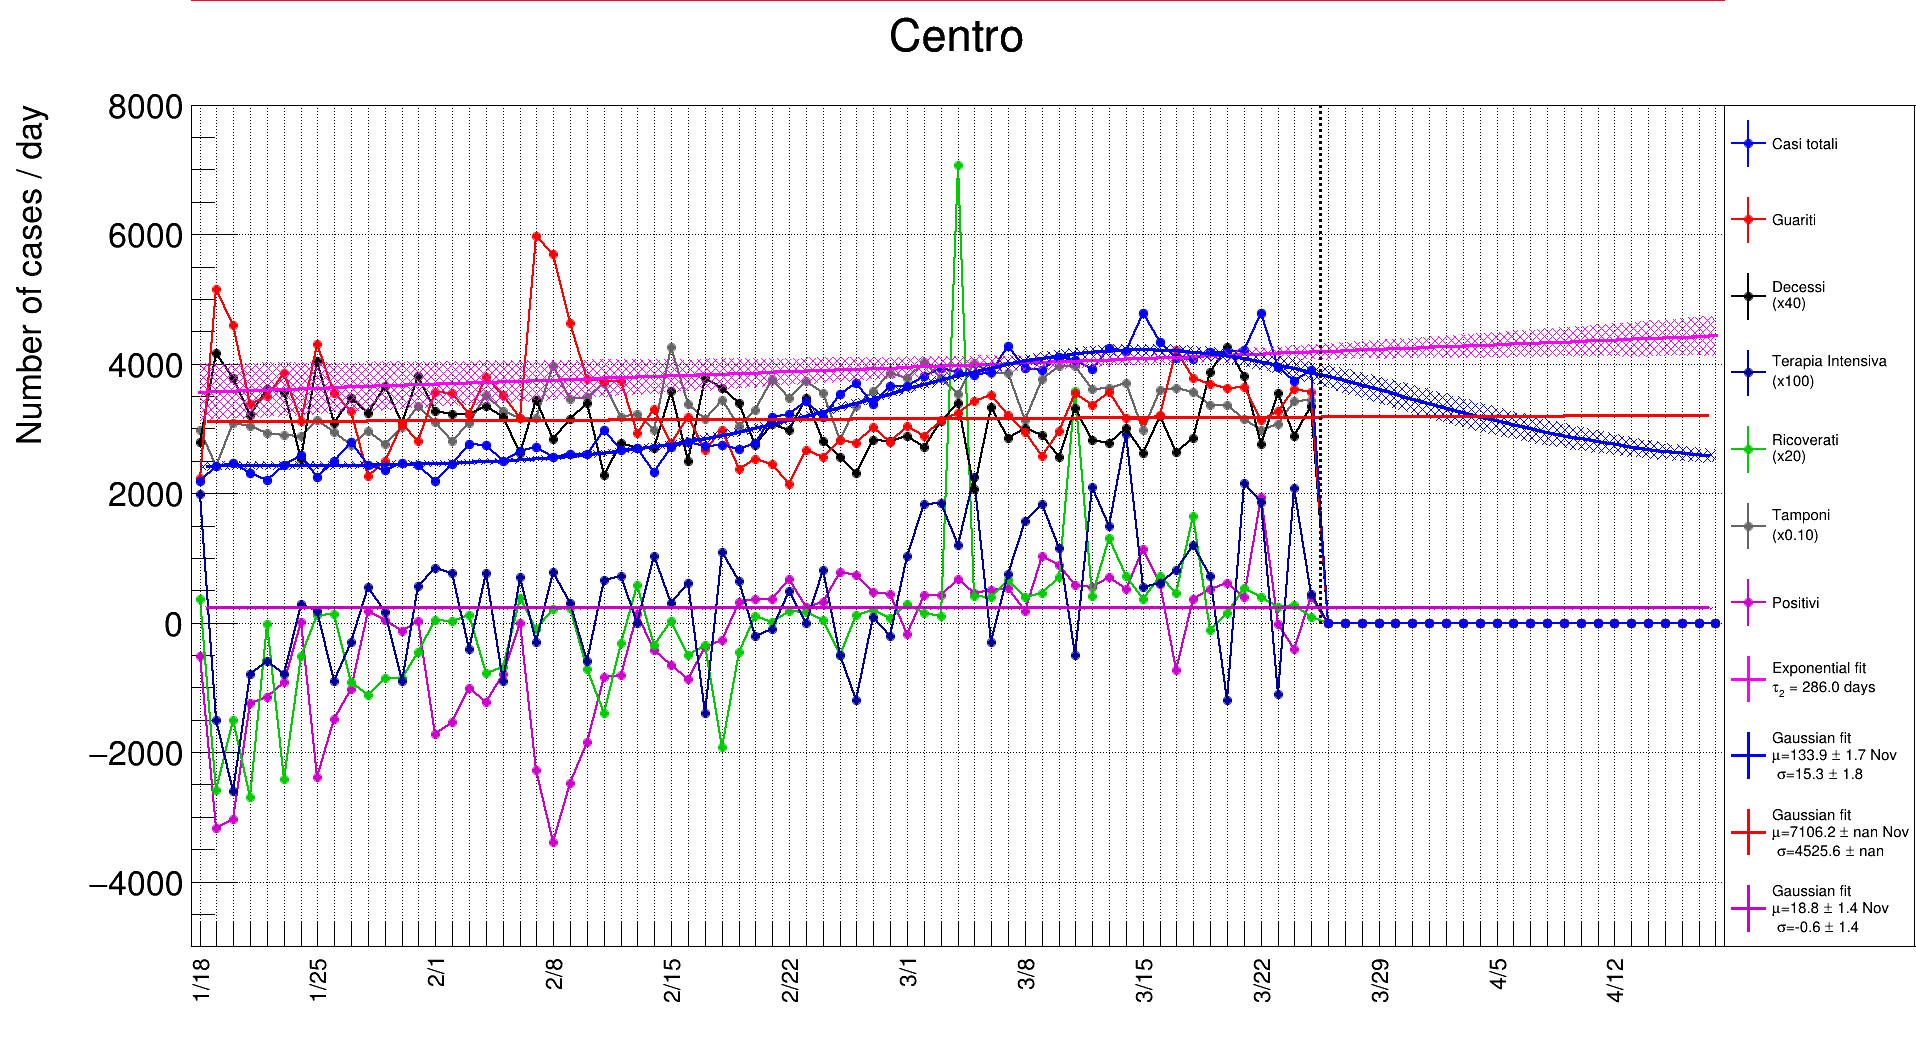 Centro
Number of cases / day
8000
6000
4000
2000
0
−2000
−4000
1/18
1/25
2/1
2/8
2/15
2/22
3/1
3/8
3/15
3/22
3/29
4/5
4/12
Casi totali
Guariti
Decessi
(x40)
Terapia Intensiva
(x100)
Ricoverati
(x20)
Tamponi
(x0.10)
Positivi
Exponential fit
τ2 = 286.0 days
Gaussian fit
μ=133.9 ± 1.7 Nov
σ=15.3 ± 1.8
Gaussian fit
μ=7106.2 ± nan Nov
σ=4525.6 ± nan
Gaussian fit
μ=18.8 ± 1.4 Nov
σ=-0.6 ± 1.4